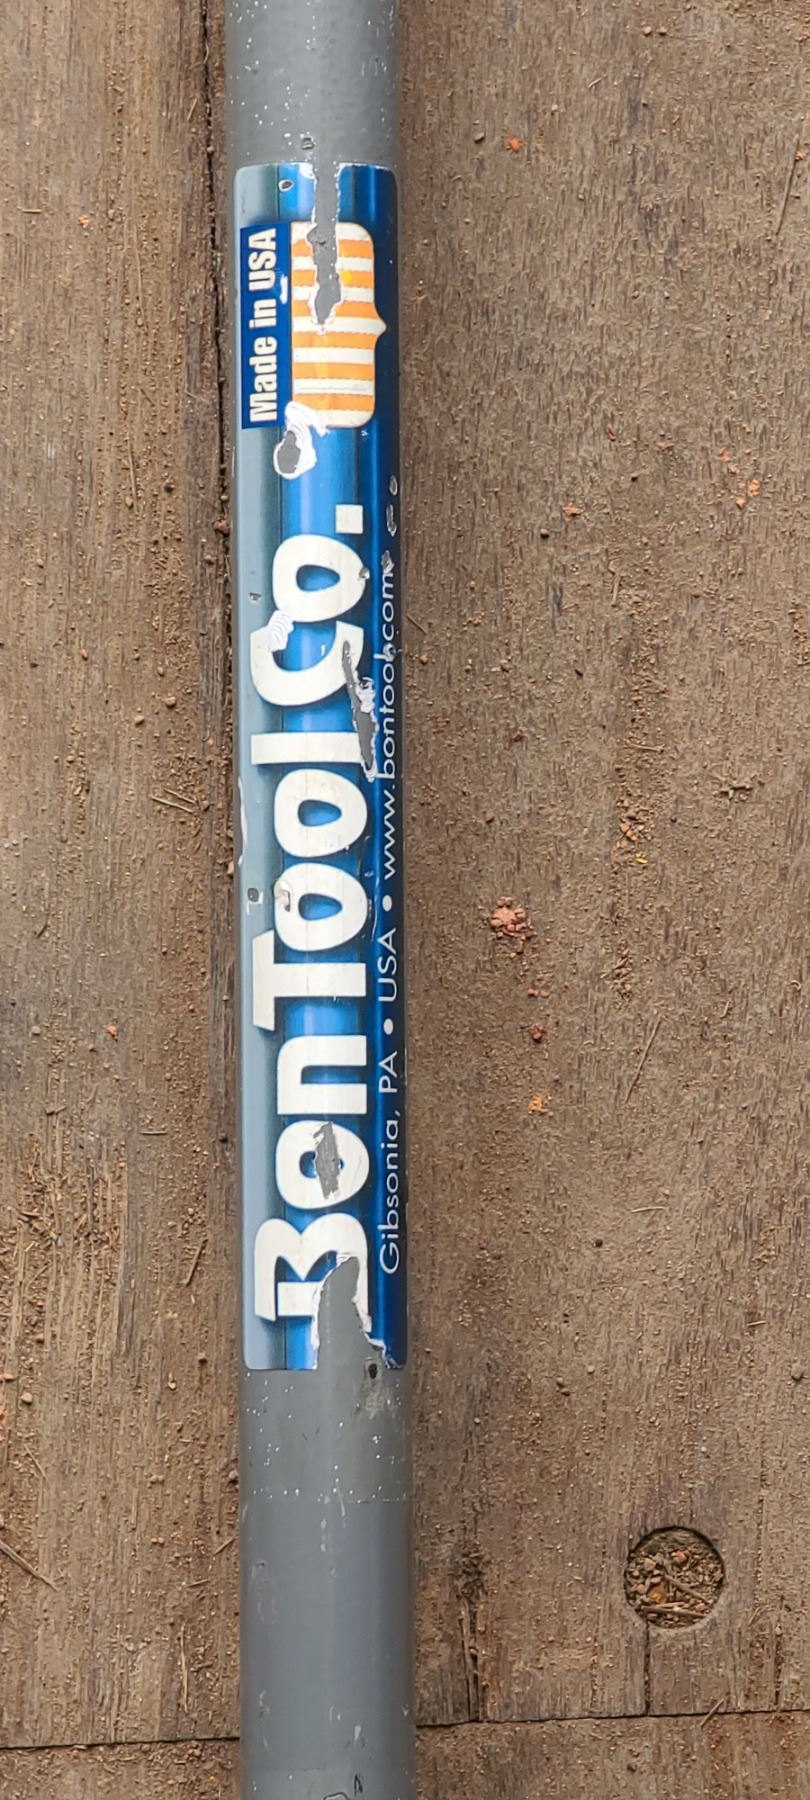 Bon Tool Co.
Gibsonia, PA • USA • www.bontool.com
Made in USA